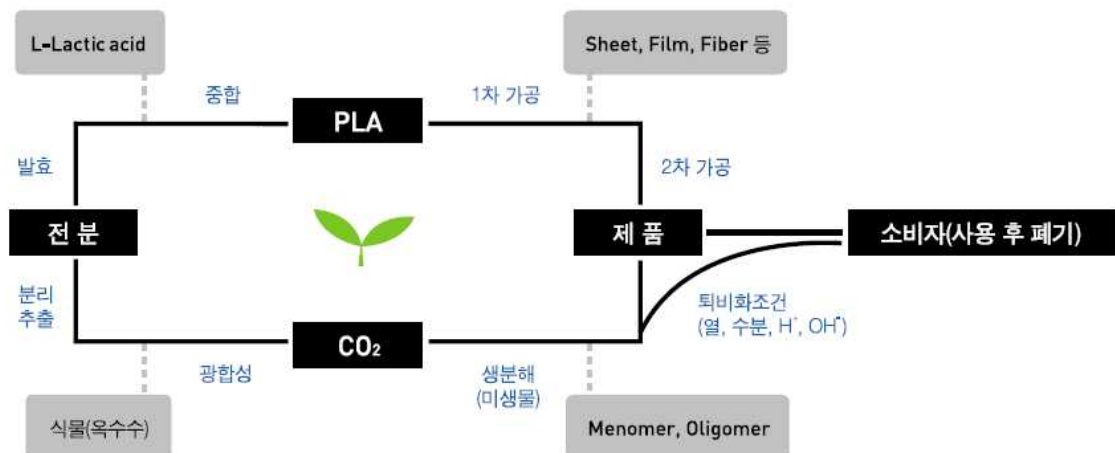 L-Lactic acid
Sheet, Film, Fiber 등
중합
1차 가공
PLA
발효
2차 가공
전분
제품
소비자(사용 후 폐기)
분리
추출
퇴비화조건
(열, 수분, H⁺, OH⁻)
CO₂
광합성
생분해
(미생물)
식물(옥수수)
Menomer, Oligomer